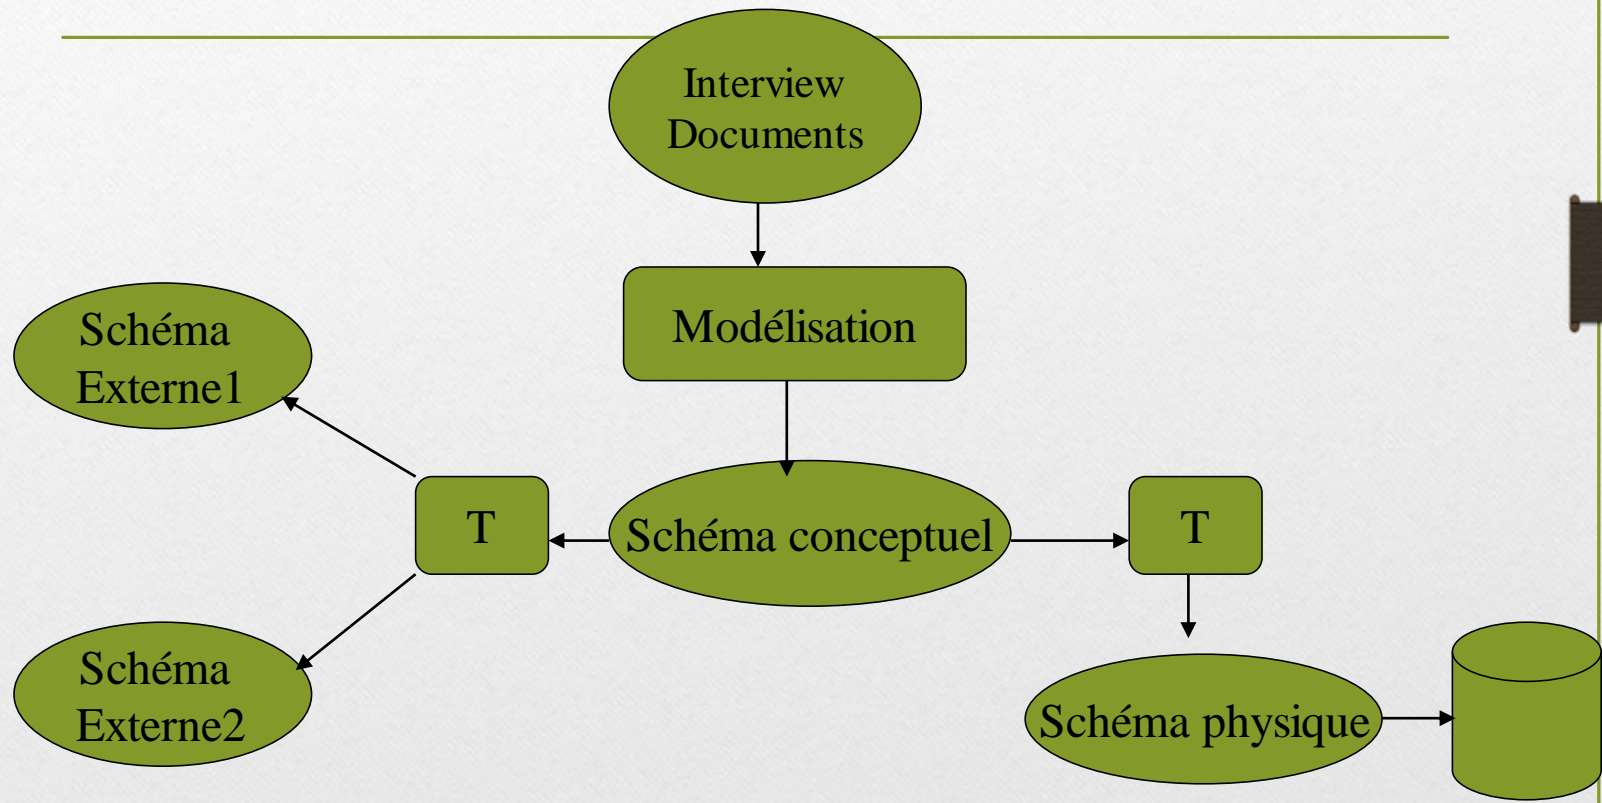 Interview
Documents
Modélisation
Schéma
Externe1
T
Schéma conceptuel
T
Schéma
Externe2
Schéma physique